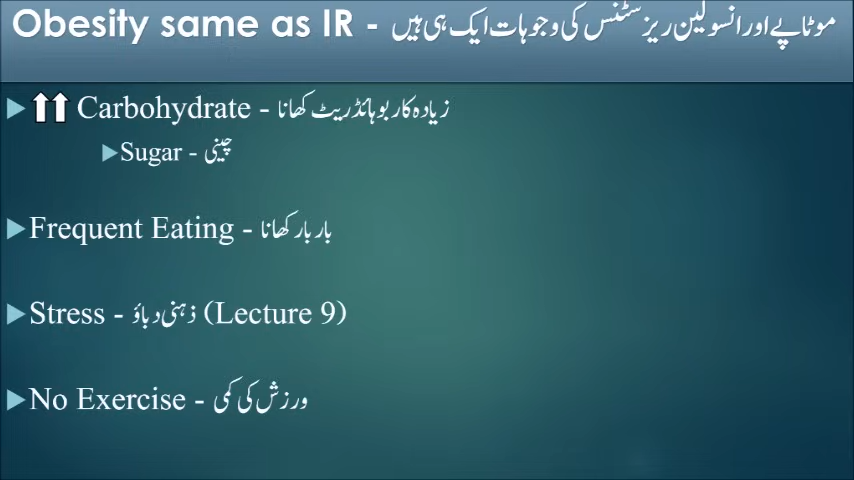 Obesity same as IR - موٹاپے اور انسولین ریزسٹنس کی وجوہات ایک ہی ہیں
⬆⬆ Carbohydrate - زیادہ کاربوہائڈریٹ کھانا
Sugar - چینی
Frequent Eating - بار بار کھانا
Stress - ذہنی دباؤ (Lecture 9)
No Exercise - ورزش کی کمی